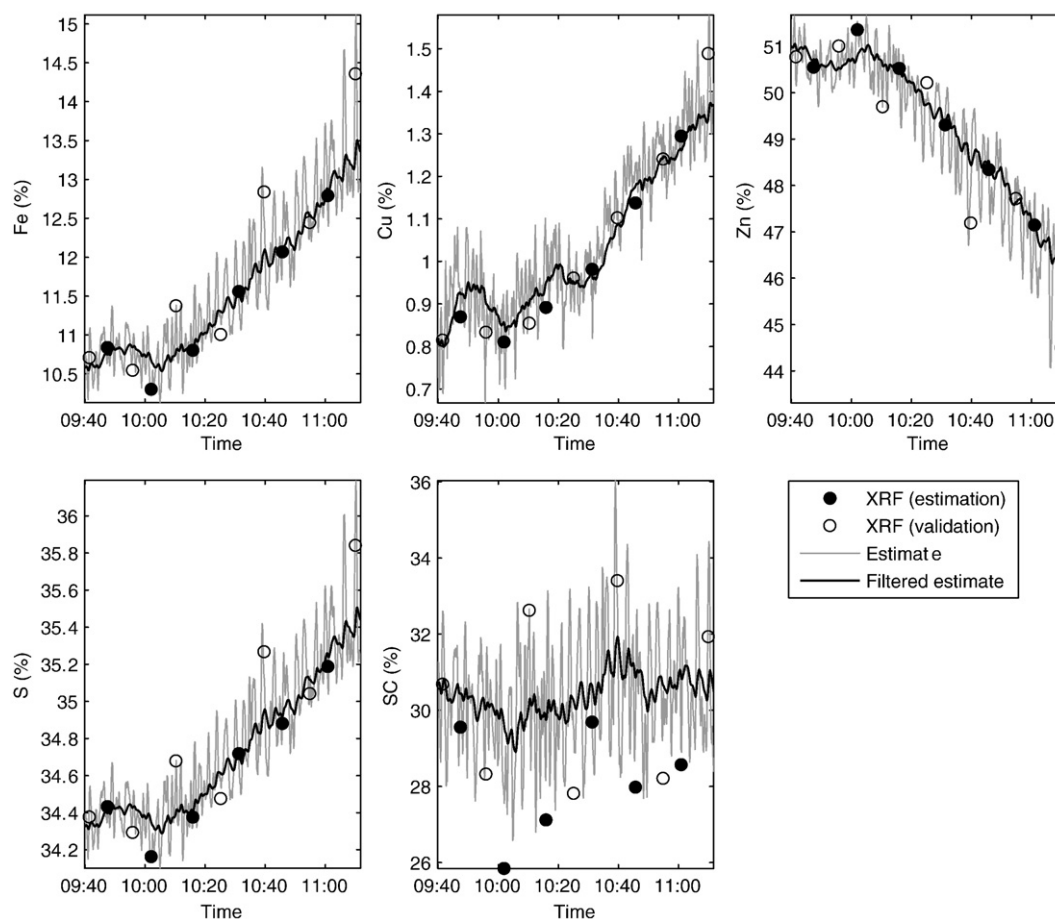 15
14.5
14
13.5
13
12.5
12
11.5
11
10.5
Fe (%)
09:40 10:00 10:20 10:40 11:00
Time
1.5
1.4
1.3
1.2
1.1
1
0.9
0.8
0.7
Cu (%)
09:40 10:00 10:20 10:40 11:00
Time
51
50
49
48
47
46
45
44
Zn (%)
09:40 10:00 10:20 10:40 11:00
Time
36
35.8
35.6
35.4
35.2
35
34.8
34.6
34.4
34.2
S (%)
09:40 10:00 10:20 10:40 11:00
Time
36
34
32
30
28
26
SC (%)
09:40 10:00 10:20 10:40 11:00
Time
XRF (estimation)
XRF (validation)
Estimate
Filtered estimate